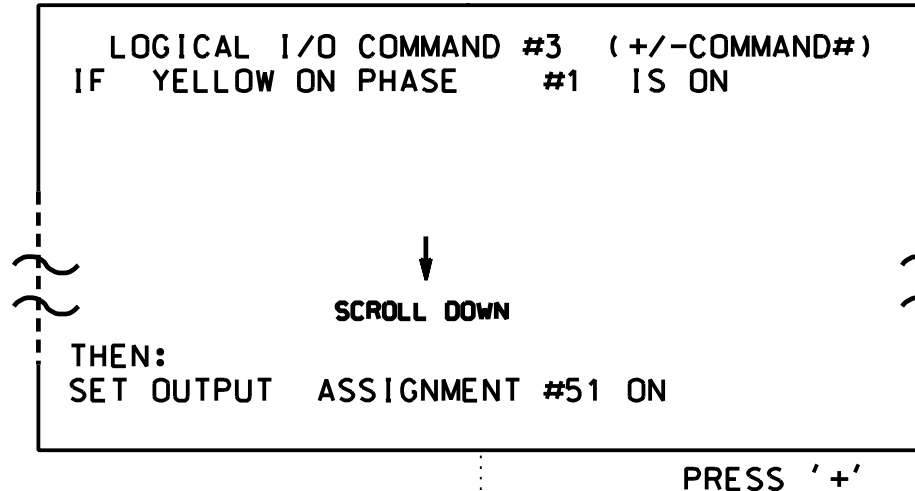 LOGICAL I/O COMMAND #3 (+/-COMMAND#)
IF YELLOW ON PHASE #1 IS ON
SCROLL DOWN
THEN:
SET OUTPUT ASSIGNMENT #51 ON
PRESS '+'